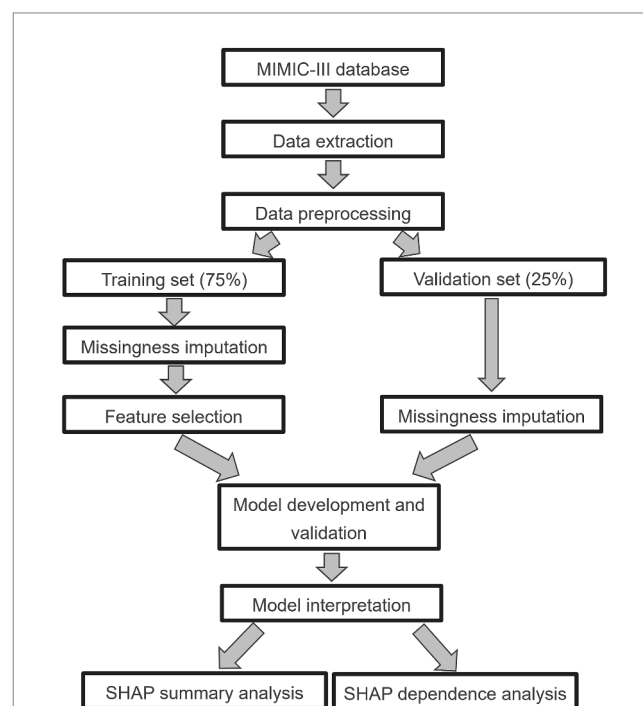 MIMIC-III database
Data extraction
Data preprocessing
Training set (75%)
Validation set (25%)
Missingness imputation
Feature selection
Missingness imputation
Model development and
validation
Model interpretation
SHAP summary analysis
SHAP dependence analysis